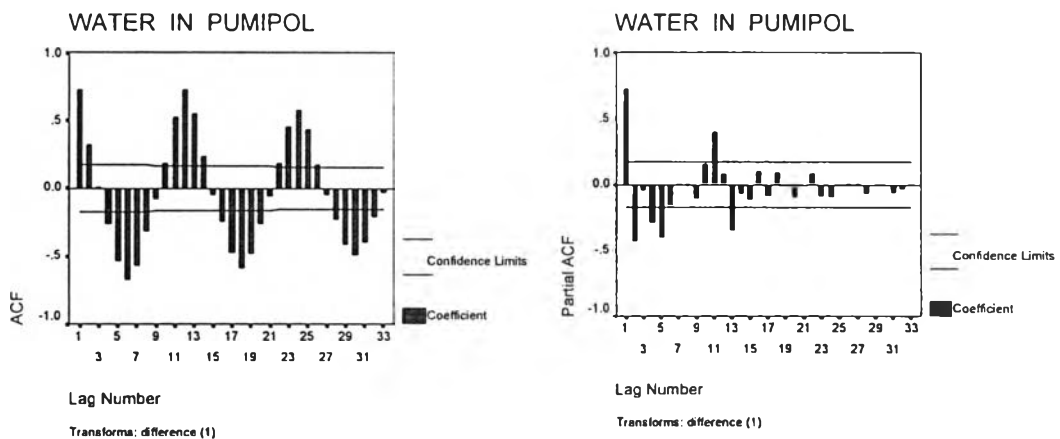 WATER IN PUMIPOL
1.0
.5
0.0
-.5
-1.0
ACF
1 5 9 13 17 21 25 29 33
3 7 11 15 19 23 27 31
Lag Number
Transforms: difference (1)
Confidence Limits
Coefficient
WATER IN PUMIPOL
1.0
.5
0.0
-.5
-1.0
Partial ACF
1 5 9 13 17 21 25 29 33
3 7 11 15 19 23 27 31
Lag Number
Transforms: difference (1)
Confidence Limits
Coefficient